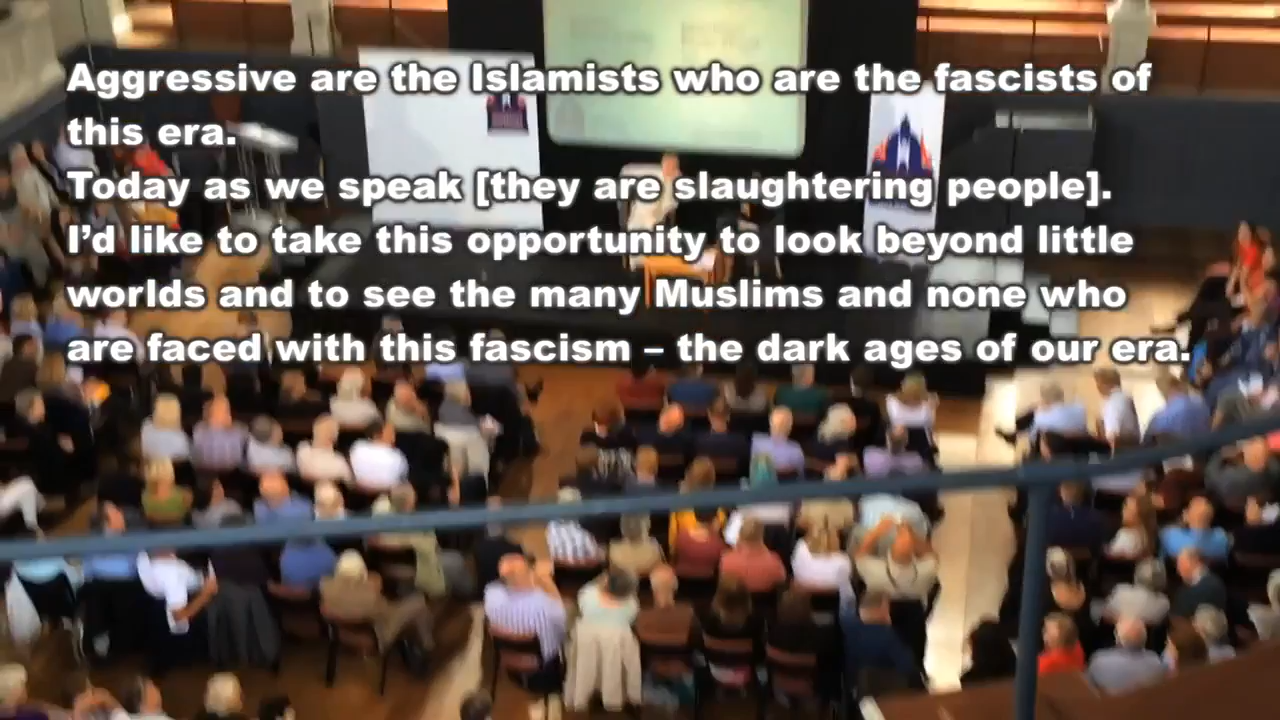 Aggressive are the Islamists who are the fascists of
this era.
Today as we speak [they are slaughtering people].
I’d like to take this opportunity to look beyond little
worlds and to see the many Muslims and none who
are faced with this fascism – the dark ages of our era.